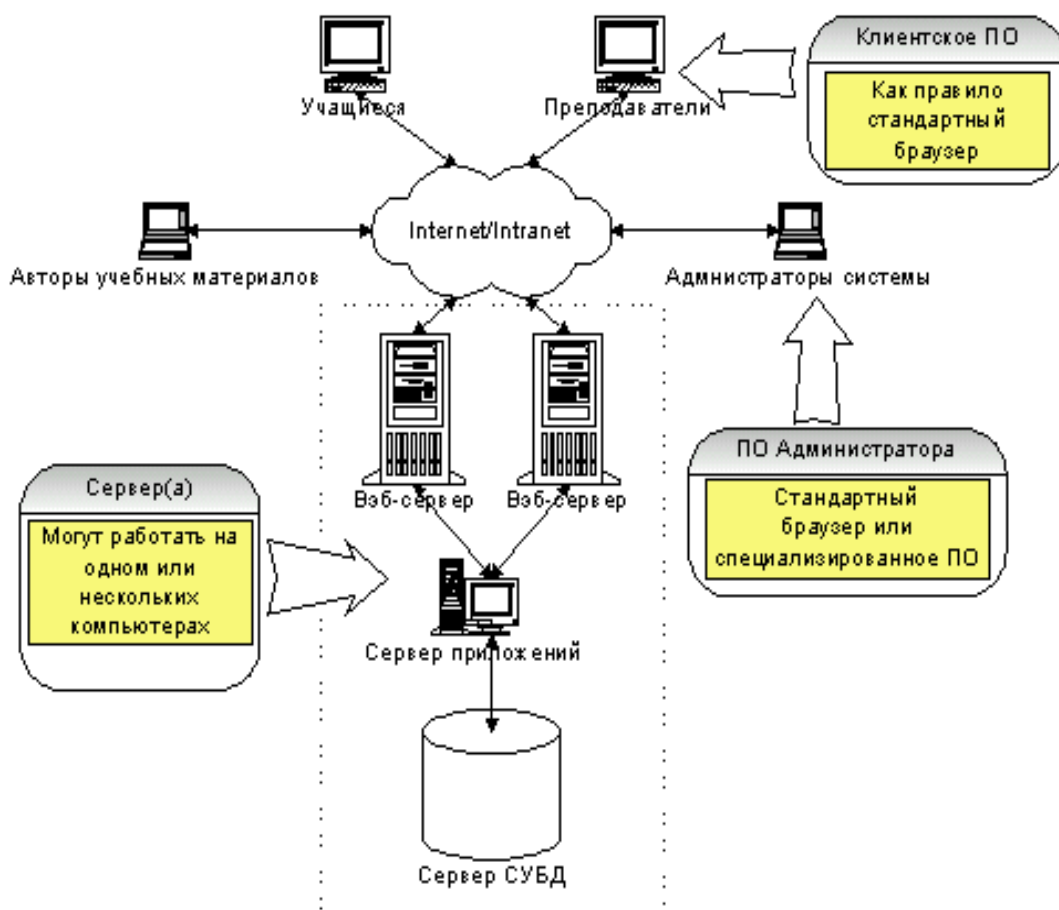 Клиентское ПО
Как правило
стандартный
браузер
Учащиеся
Преподаватели
Internet/Intranet
Авторы учебных материалов
Адмнистраторы системы
Вэб-сервер
Вэб-сервер
ПО Администратора
Стандартный
браузер или
специализированное ПО
Сервер(а)
Могут работать на
одном или
нескольких
компьютерах
Сервер приложений
Сервер СУБД